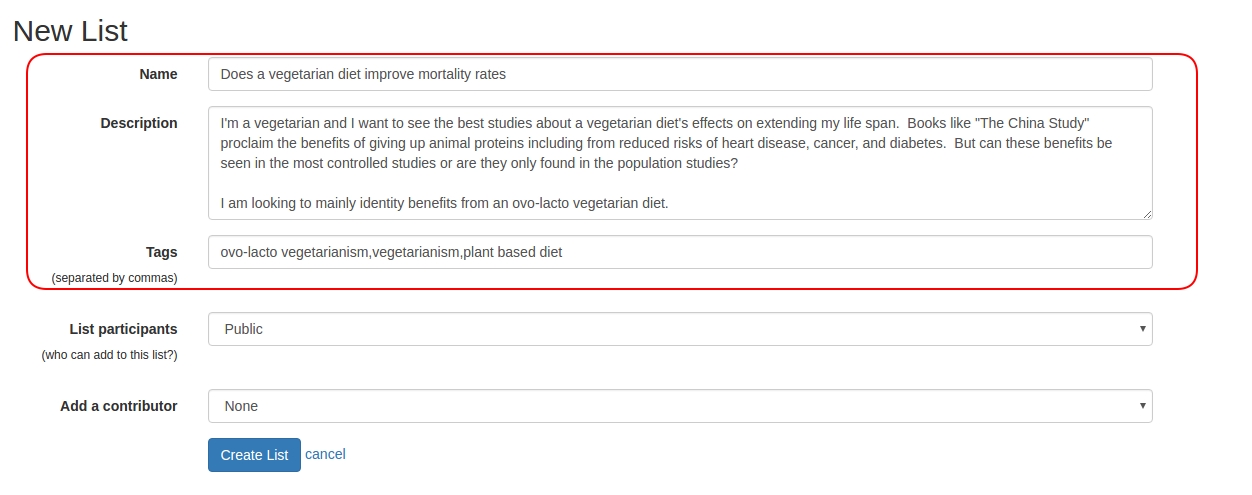 New List
Name
Does a vegetarian diet improve mortality rates
Description
I'm a vegetarian and I want to see the best studies about a vegetarian diet's effects on extending my life span.  Books like "The China Study"
proclaim the benefits of giving up animal proteins including from reduced risks of heart disease, cancer, and diabetes.  But can these benefits be
seen in the most controlled studies or are they only found in the population studies?
I am looking to mainly identity benefits from an ovo-lacto vegetarian diet.
Tags
ovo-lacto vegetarianism,vegetarianism,plant based diet
(separated by commas)
List participants
Public
(who can add to this list?)
Add a contributor
None
Create List cancel